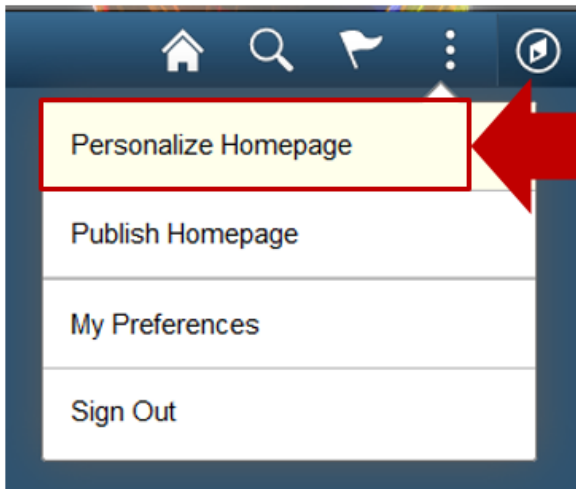 Personalize Homepage
Publish Homepage
My Preferences
Sign Out